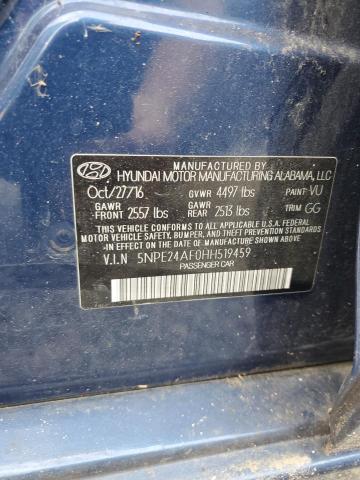 MANUFACTURED BY
HYUNDAI MOTOR MANUFACTURING ALABAMA, LLC
Oct/27/16 GVWR 4497 lbs PAINT VU
GAWR FRONT 2557 lbs GAWR REAR 2513 lbs TRIM GG
THIS VEHICLE CONFORMS TO ALL APPLICABLE U.S.A. FEDERAL
MOTOR VEHICLE SAFETY, BUMPER, AND THEFT PREVENTION
STANDARDS IN EFFECT ON THE DATE OF MANUFACTURE SHOWN ABOVE.
V.I.N 5NPE24AF0HH519459
PASSENGER CAR